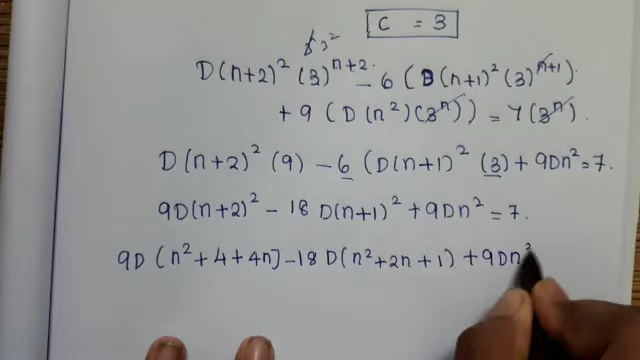 C = 3
3²
D(n+2)² (3)ⁿ⁺² - 6 (D(n+1)² (3)ⁿ⁺¹)
+ 9 (D(n²)(3ⁿ)) = 7(3ⁿ).
D(n+2)² (9) - 6 (D(n+1)² (3) + 9Dn² = 7.
9D(n+2)² - 18 D(n+1)² + 9Dn² = 7.
9D (n² + 4 + 4n] - 18 D(n² + 2n + 1) + 9Dn²